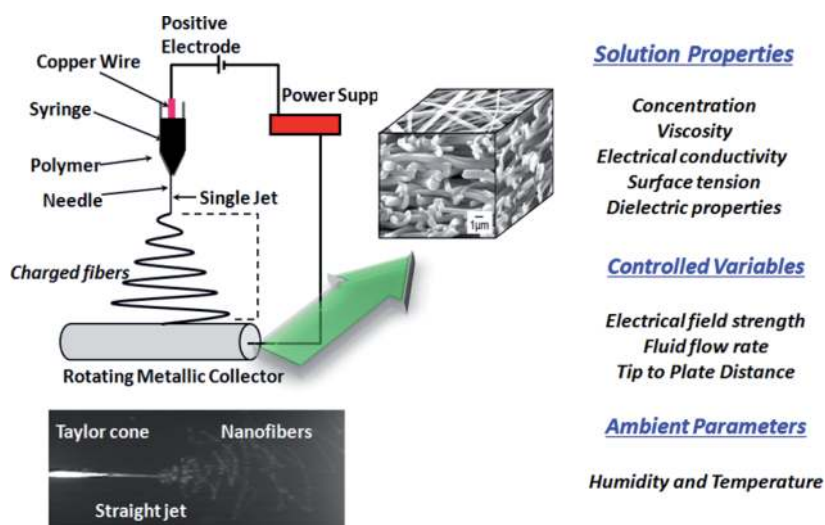 Positive
Electrode
Copper Wire
Syringe
Power Supp
Polymer
Needle
Single Jet
Charged fibers
Rotating Metallic Collector
1μm
Taylor cone
Nanofibers
Straight jet
Solution Properties
Concentration
Viscosity
Electrical conductivity
Surface tension
Dielectric properties
Controlled Variables
Electrical field strength
Fluid flow rate
Tip to Plate Distance
Ambient Parameters
Humidity and Temperature